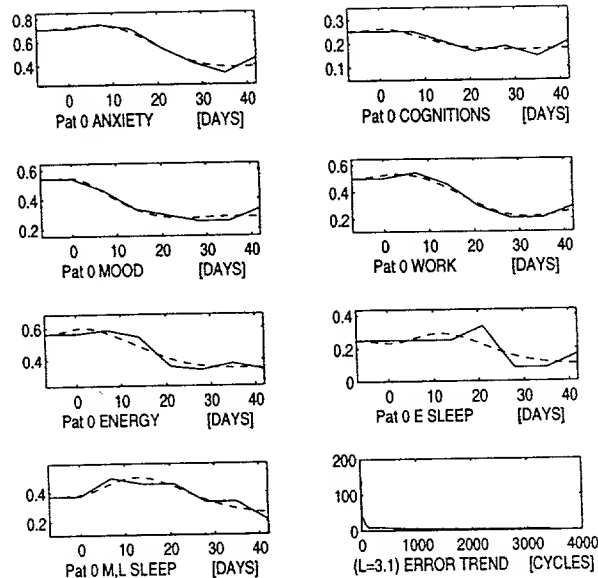 0.8
0.6
0.4
0 10 20 30 40
Pat 0 ANXIETY [DAYS]
0.3
0.2
0.1
0 10 20 30 40
Pat 0 COGNITIONS [DAYS]
0.6
0.4
0.2
0 10 20 30 40
Pat 0 MOOD [DAYS]
0.6
0.4
0.2
0 10 20 30 40
Pat 0 WORK [DAYS]
0.6
0.4
0 10 20 30 40
Pat 0 ENERGY [DAYS]
0.4
0.2
0
0 10 20 30 40
Pat 0 E SLEEP [DAYS]
0.4
0.2
0 10 20 30 40
Pat 0 M,L SLEEP [DAYS]
200
100
0
0 1000 2000 3000 4000
(L=3.1) ERROR TREND [CYCLES]